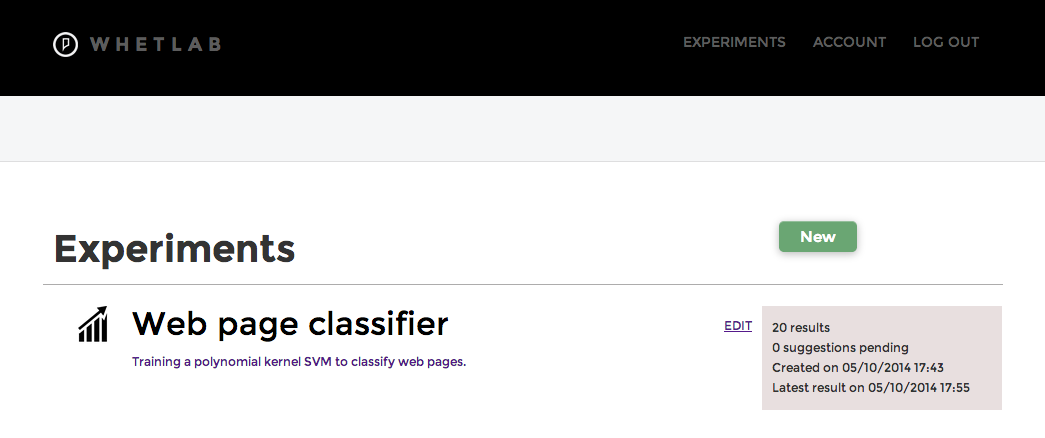 WHETLAB
EXPERIMENTS ACCOUNT LOG OUT
Experiments
New
Web page classifier
Training a polynomial kernel SVM to classify web pages.
EDIT
20 results
0 suggestions pending
Created on 05/10/2014 17:43
Latest result on 05/10/2014 17:55